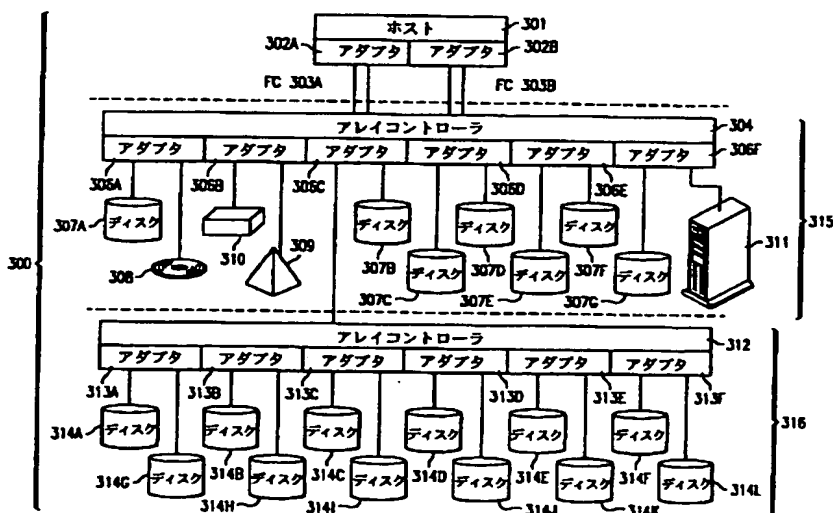 ホスト
301
302A
アダプタ
アダプタ
302B
FC 303A
FC 303B
アレイコントローラ
304
アダプタ
アダプタ
アダプタ
アダプタ
アダプタ
アダプタ
306F
306A
306B
306C
306D
306E
307A
ディスク
308
310
309
ディスク
307B
ディスク
307C
ディスク
307D
ディスク
307E
ディスク
307F
ディスク
307G
311
315
300
アレイコントローラ
312
アダプタ
アダプタ
アダプタ
アダプタ
アダプタ
アダプタ
313A
313B
313C
313D
313E
313F
ディスク
ディスク
ディスク
ディスク
ディスク
ディスク
314A
314B
314C
314D
314E
314F
316
ディスク
ディスク
ディスク
ディスク
ディスク
ディスク
314G
314H
314I
314J
314K
314L